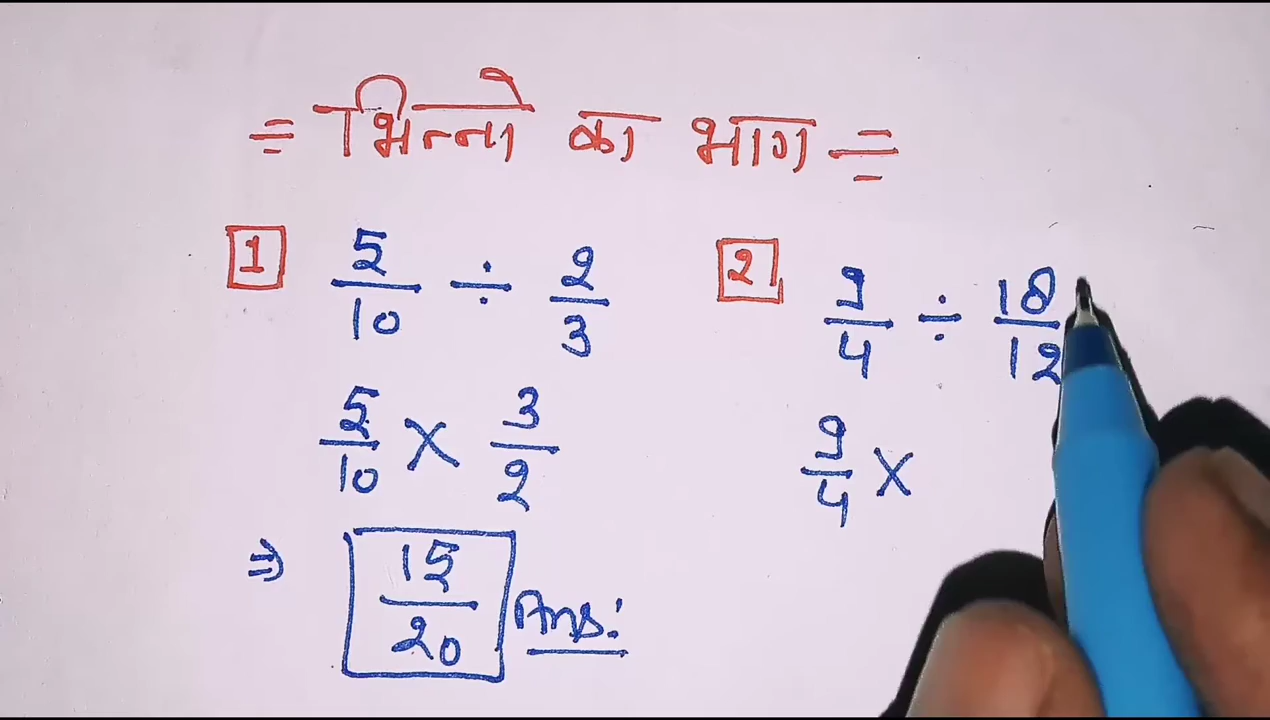 = भिन्नो का भाग =
1 5/10 ÷ 2/3
5/10 × 3/2
⇒ 15/20 Ans:
2 9/4 ÷ 18/12
9/4 ×